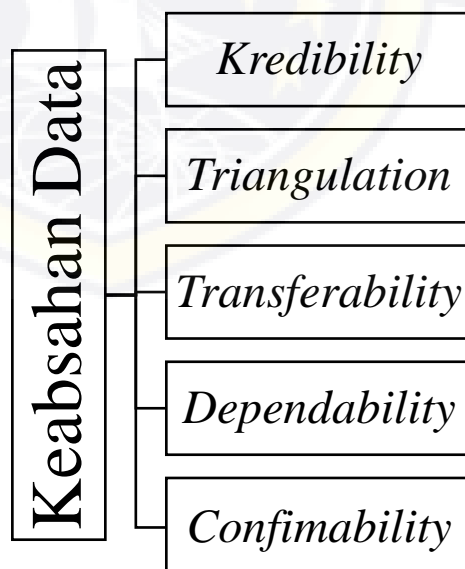 Keabsahan Data
Kredibility
Triangulation
Transferability
Dependability
Confimability